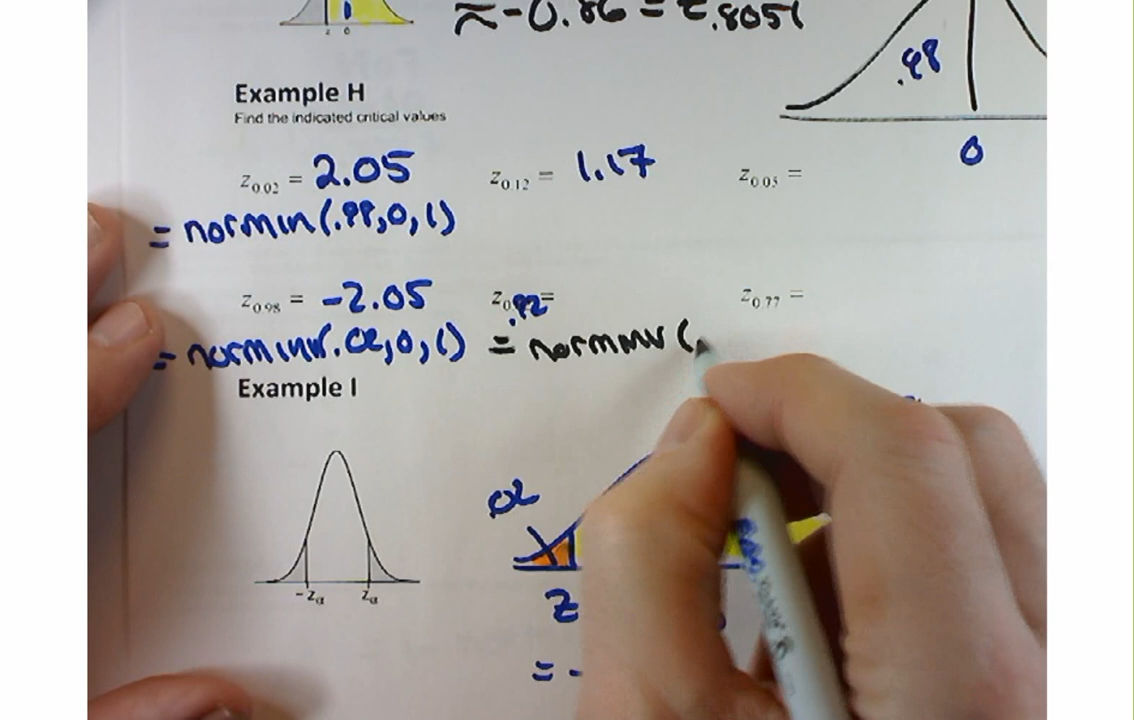 ≈ -0.86 = z.8051
Example H
Find the indicated critical values
.98
0
z0.02 = 2.05
z0.12 = 1.17
z0.05 =
= normin(.98,0,1)
z0.98 = -2.05
z0.92 =
z0.77 =
= norminv(.02,0,1)
= norminv(.
Example I
.02
-zα
zα
z
= -